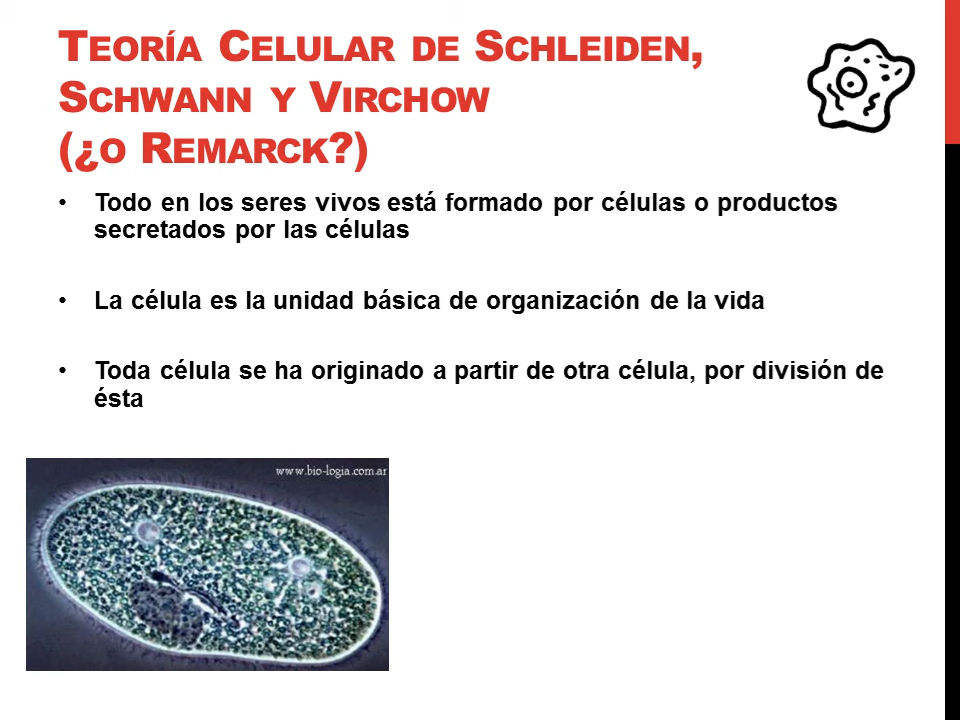 Teoría Celular de Schleiden,
Schwann y Virchow
(¿o Remarck?)
• Todo en los seres vivos está formado por células o productos
secretados por las células
• La célula es la unidad básica de organización de la vida
• Toda célula se ha originado a partir de otra célula, por división de
ésta
www.bio-logia.com.ar